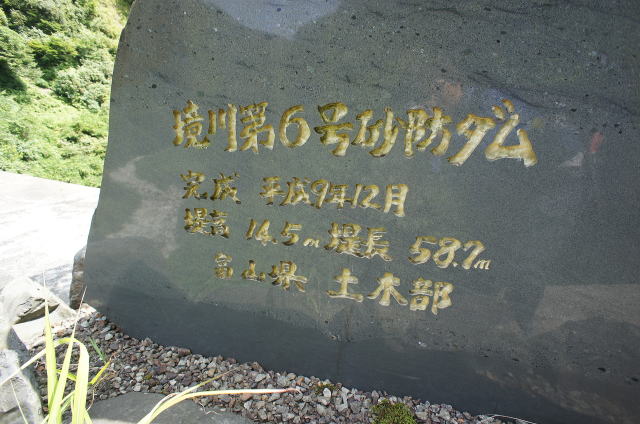 境川第6号砂防ダム
完成 平成9年12月
堤高 14.5m 堤長 58.7m
富山県 土木部